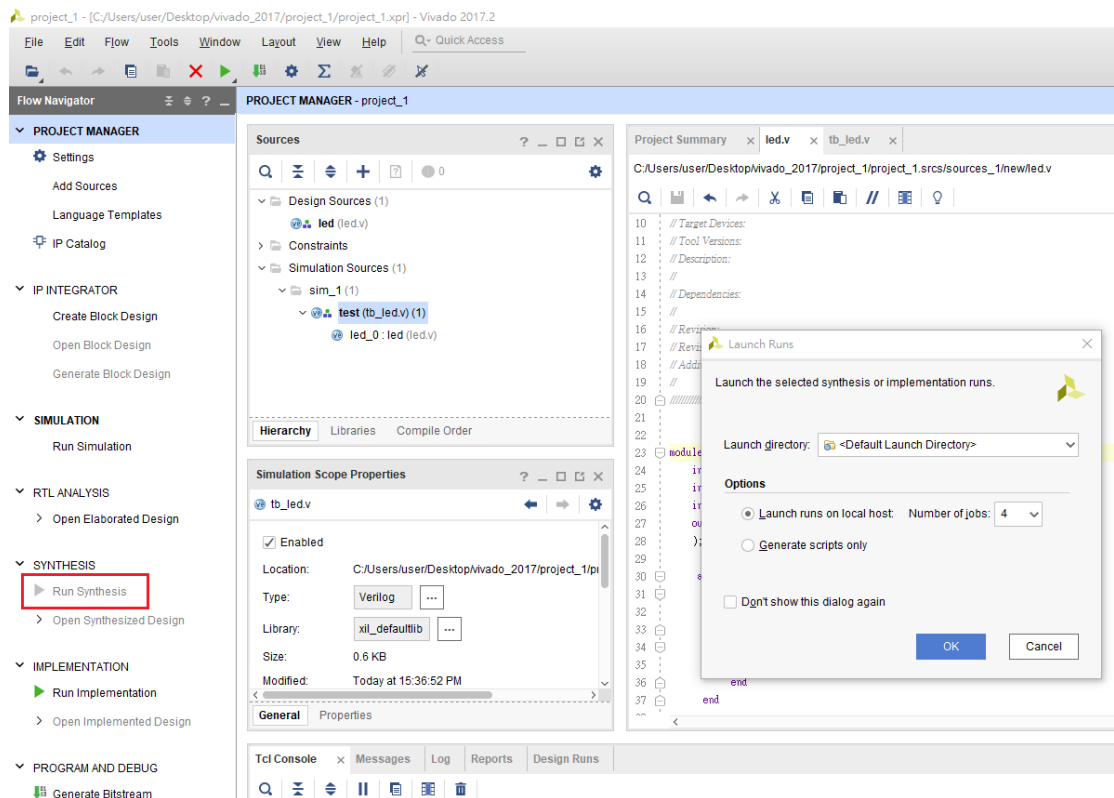 project_1 - [C:/Users/user/Desktop/vivado_2017/project_1/project_1.xpr] - Vivado 2017.2
File Edit Flow Tools Window Layout View Help Quick Access
Flow Navigator
PROJECT MANAGER
Settings
Add Sources
Language Templates
IP Catalog
IP INTEGRATOR
Create Block Design
Open Block Design
Generate Block Design
SIMULATION
Run Simulation
RTL ANALYSIS
Open Elaborated Design
SYNTHESIS
Run Synthesis
Open Synthesized Design
IMPLEMENTATION
Run Implementation
Open Implemented Design
PROGRAM AND DEBUG
Generate Bitstream
PROJECT MANAGER - project_1
Sources
0
Design Sources (1)
led (led.v)
Constraints
Simulation Sources (1)
sim_1 (1)
test (tb_led.v) (1)
led_0 : led (led.v)
Hierarchy Libraries Compile Order
Simulation Scope Properties
tb_led.v
Enabled
Location: C:/Users/user/Desktop/vivado_2017/project_1/
Type: Verilog
Library: xil_defaultlib
Size: 0.6 KB
Modified: Today at 15:36:52 PM
General Properties
Project Summary led.v tb_led.v
C:/Users/user/Desktop/vivado_2017/project_1/project_1.srcs/sources_1/new/led.v
10 // Target Devices:
11 // Tool Versions:
12 // Description:
13 //
14 // Dependencies:
15 //
16 // Revision:
17 // Revis
18 // Addi
19 //
20 ////////////
21
22
23 module
24
25
26
27 ou
28 );
29
30 a
31
32
33
34
35
36 end
37 end
Launch Runs
Launch the selected synthesis or implementation runs.
Launch directory: <Default Launch Directory>
Options
Launch runs on local host: Number of jobs: 4
Generate scripts only
Don't show this dialog again
OK Cancel
Tcl Console Messages Log Reports Design Runs